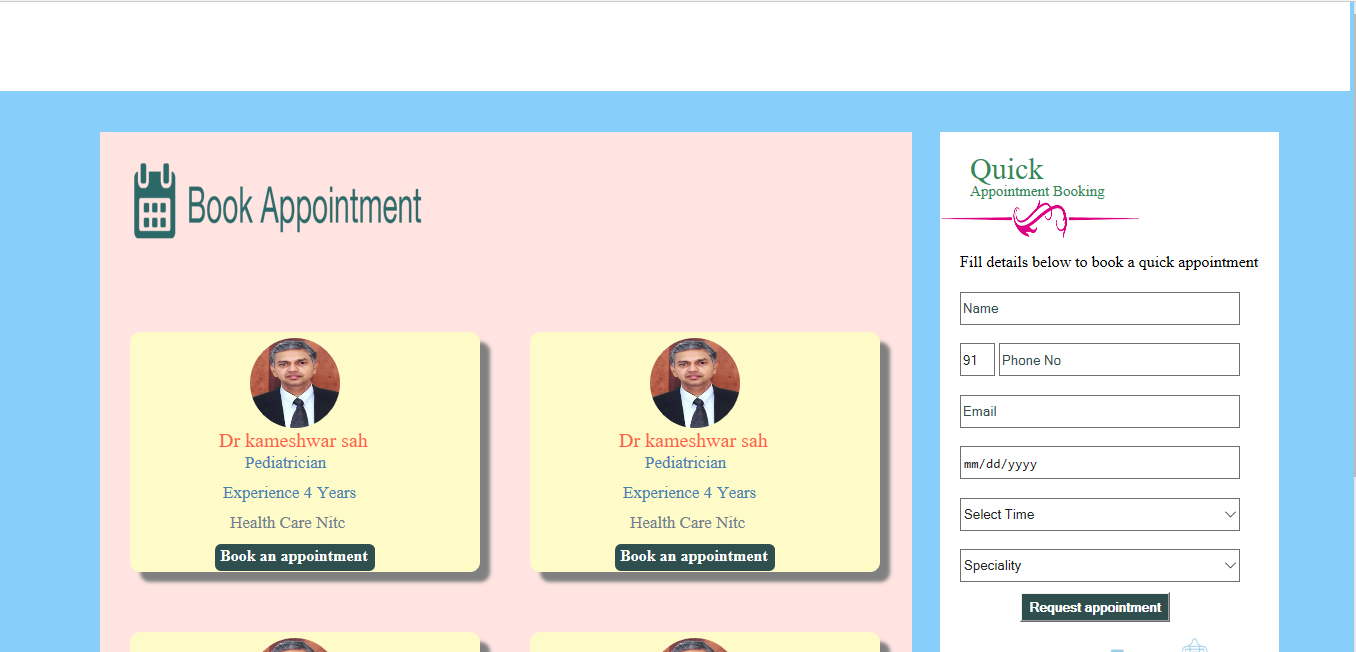 Book Appointment
Dr kameshwar sah
Pediatrician
Experience 4 Years
Health Care Nitc
Book an appointment
Dr kameshwar sah
Pediatrician
Experience 4 Years
Health Care Nitc
Book an appointment
Quick
Appointment Booking
Fill details below to book a quick appointment
Name
91 Phone No
Email
mm/dd/yyyy
Select Time
Speciality
Request appointment